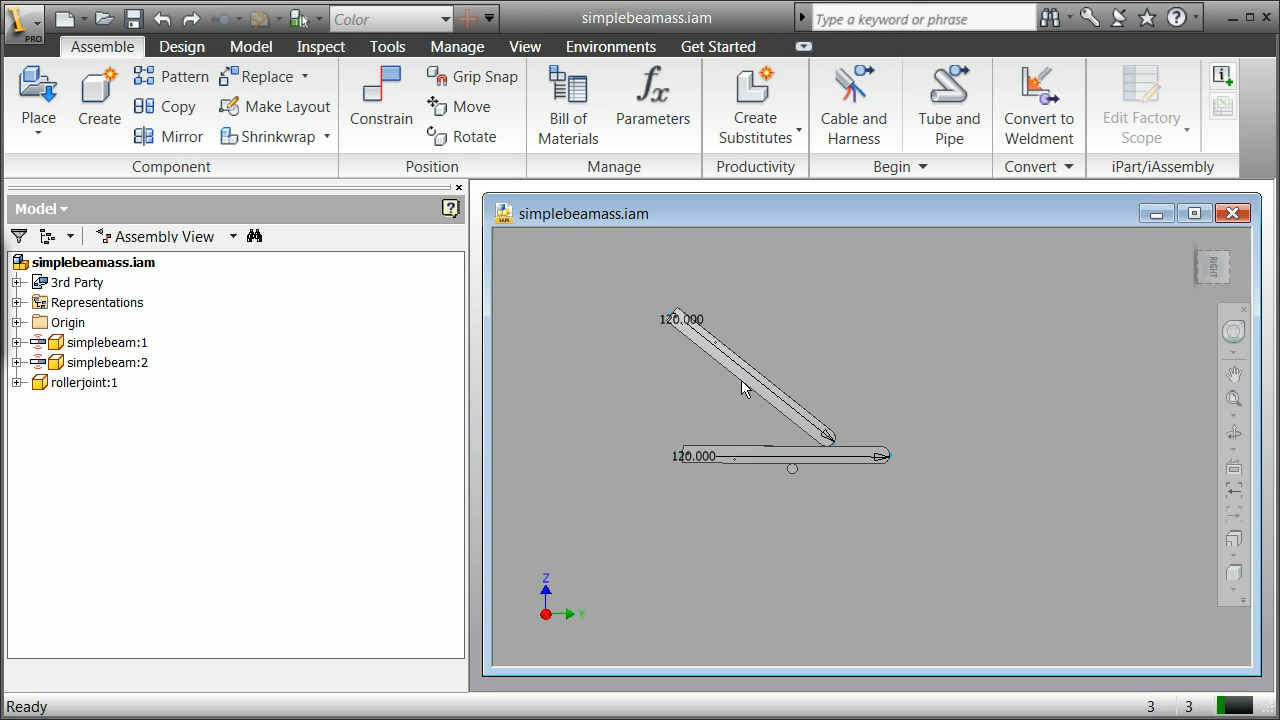 PRO
Color
simplebeamass.iam
Type a keyword or phrase
Assemble Design Model Inspect Tools Manage View Environments Get Started
Place
Create
Pattern
Copy
Mirror
Replace
Make Layout
Shrinkwrap
Component
Constrain
Grip Snap
Move
Rotate
Position
Bill of
Materials
fx
Parameters
Manage
Create
Substitutes
Productivity
Cable and
Harness
Tube and
Pipe
Begin
Convert to
Weldment
Convert
Edit Factory
Scope
iPart/iAssembly
Model
Assembly View
simplebeamass.iam
3rd Party
Representations
Origin
simplebeam:1
simplebeam:2
rollerjoint:1
simplebeamass.iam
RIGHT
120.000
120.000
Z
Y
Ready
3 3